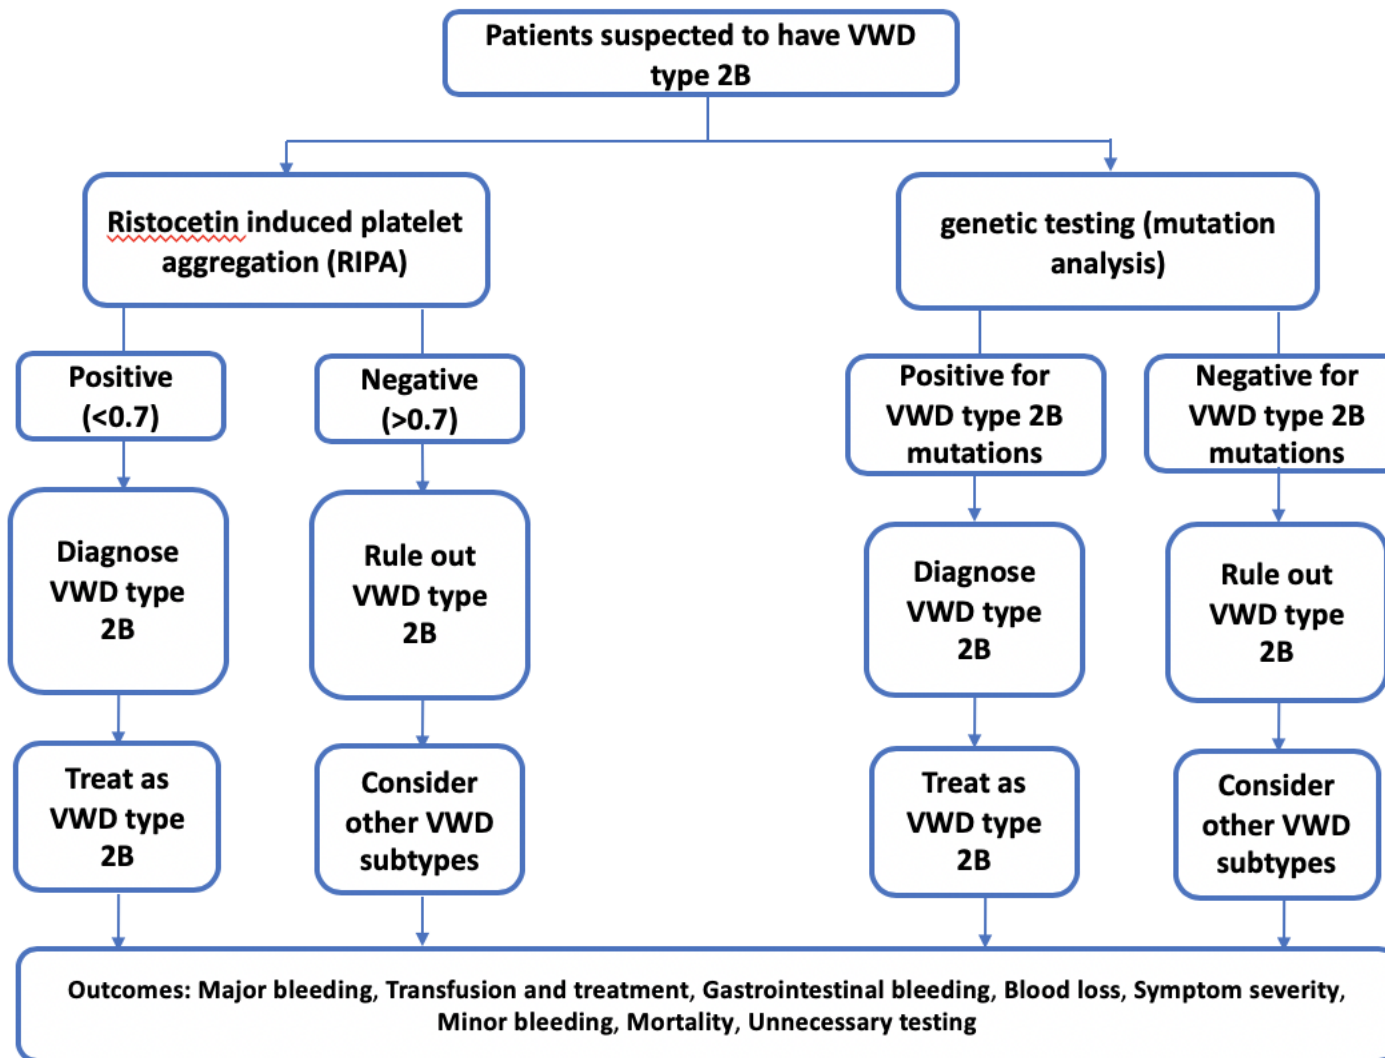 Patients suspected to have VWD
type 2B
Ristocetin induced platelet
aggregation (RIPA)
genetic testing (mutation
analysis)
Positive
(<0.7)
Negative
(>0.7)
Positive for
VWD type 2B
mutations
Negative for
VWD type 2B
mutations
Diagnose
VWD type
2B
Rule out
VWD type
2B
Diagnose
VWD type
2B
Rule out
VWD type
2B
Treat as
VWD type
2B
Consider
other VWD
subtypes
Treat as
VWD type
2B
Consider
other VWD
subtypes
Outcomes: Major bleeding, Transfusion and treatment, Gastrointestinal bleeding, Blood loss, Symptom severity,
Minor bleeding, Mortality, Unnecessary testing